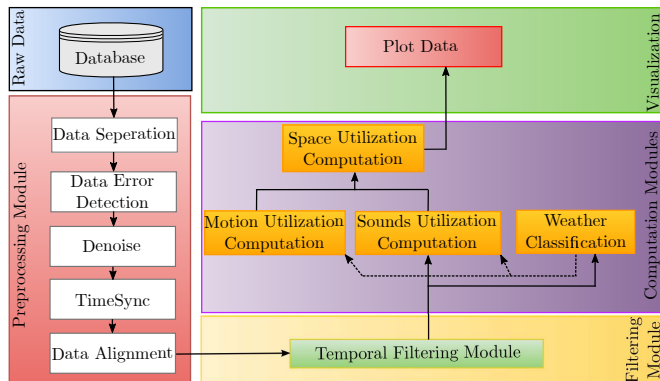 Raw Data
Database
Preprocessing Module
Data Seperation
Data Error
Detection
Denoise
TimeSync
Data Alignment
Visualization
Plot Data
Computation Modules
Space Utilization
Computation
Motion Utilization
Computation
Sounds Utilization
Computation
Weather
Classification
Filtering
Module
Temporal Filtering Module